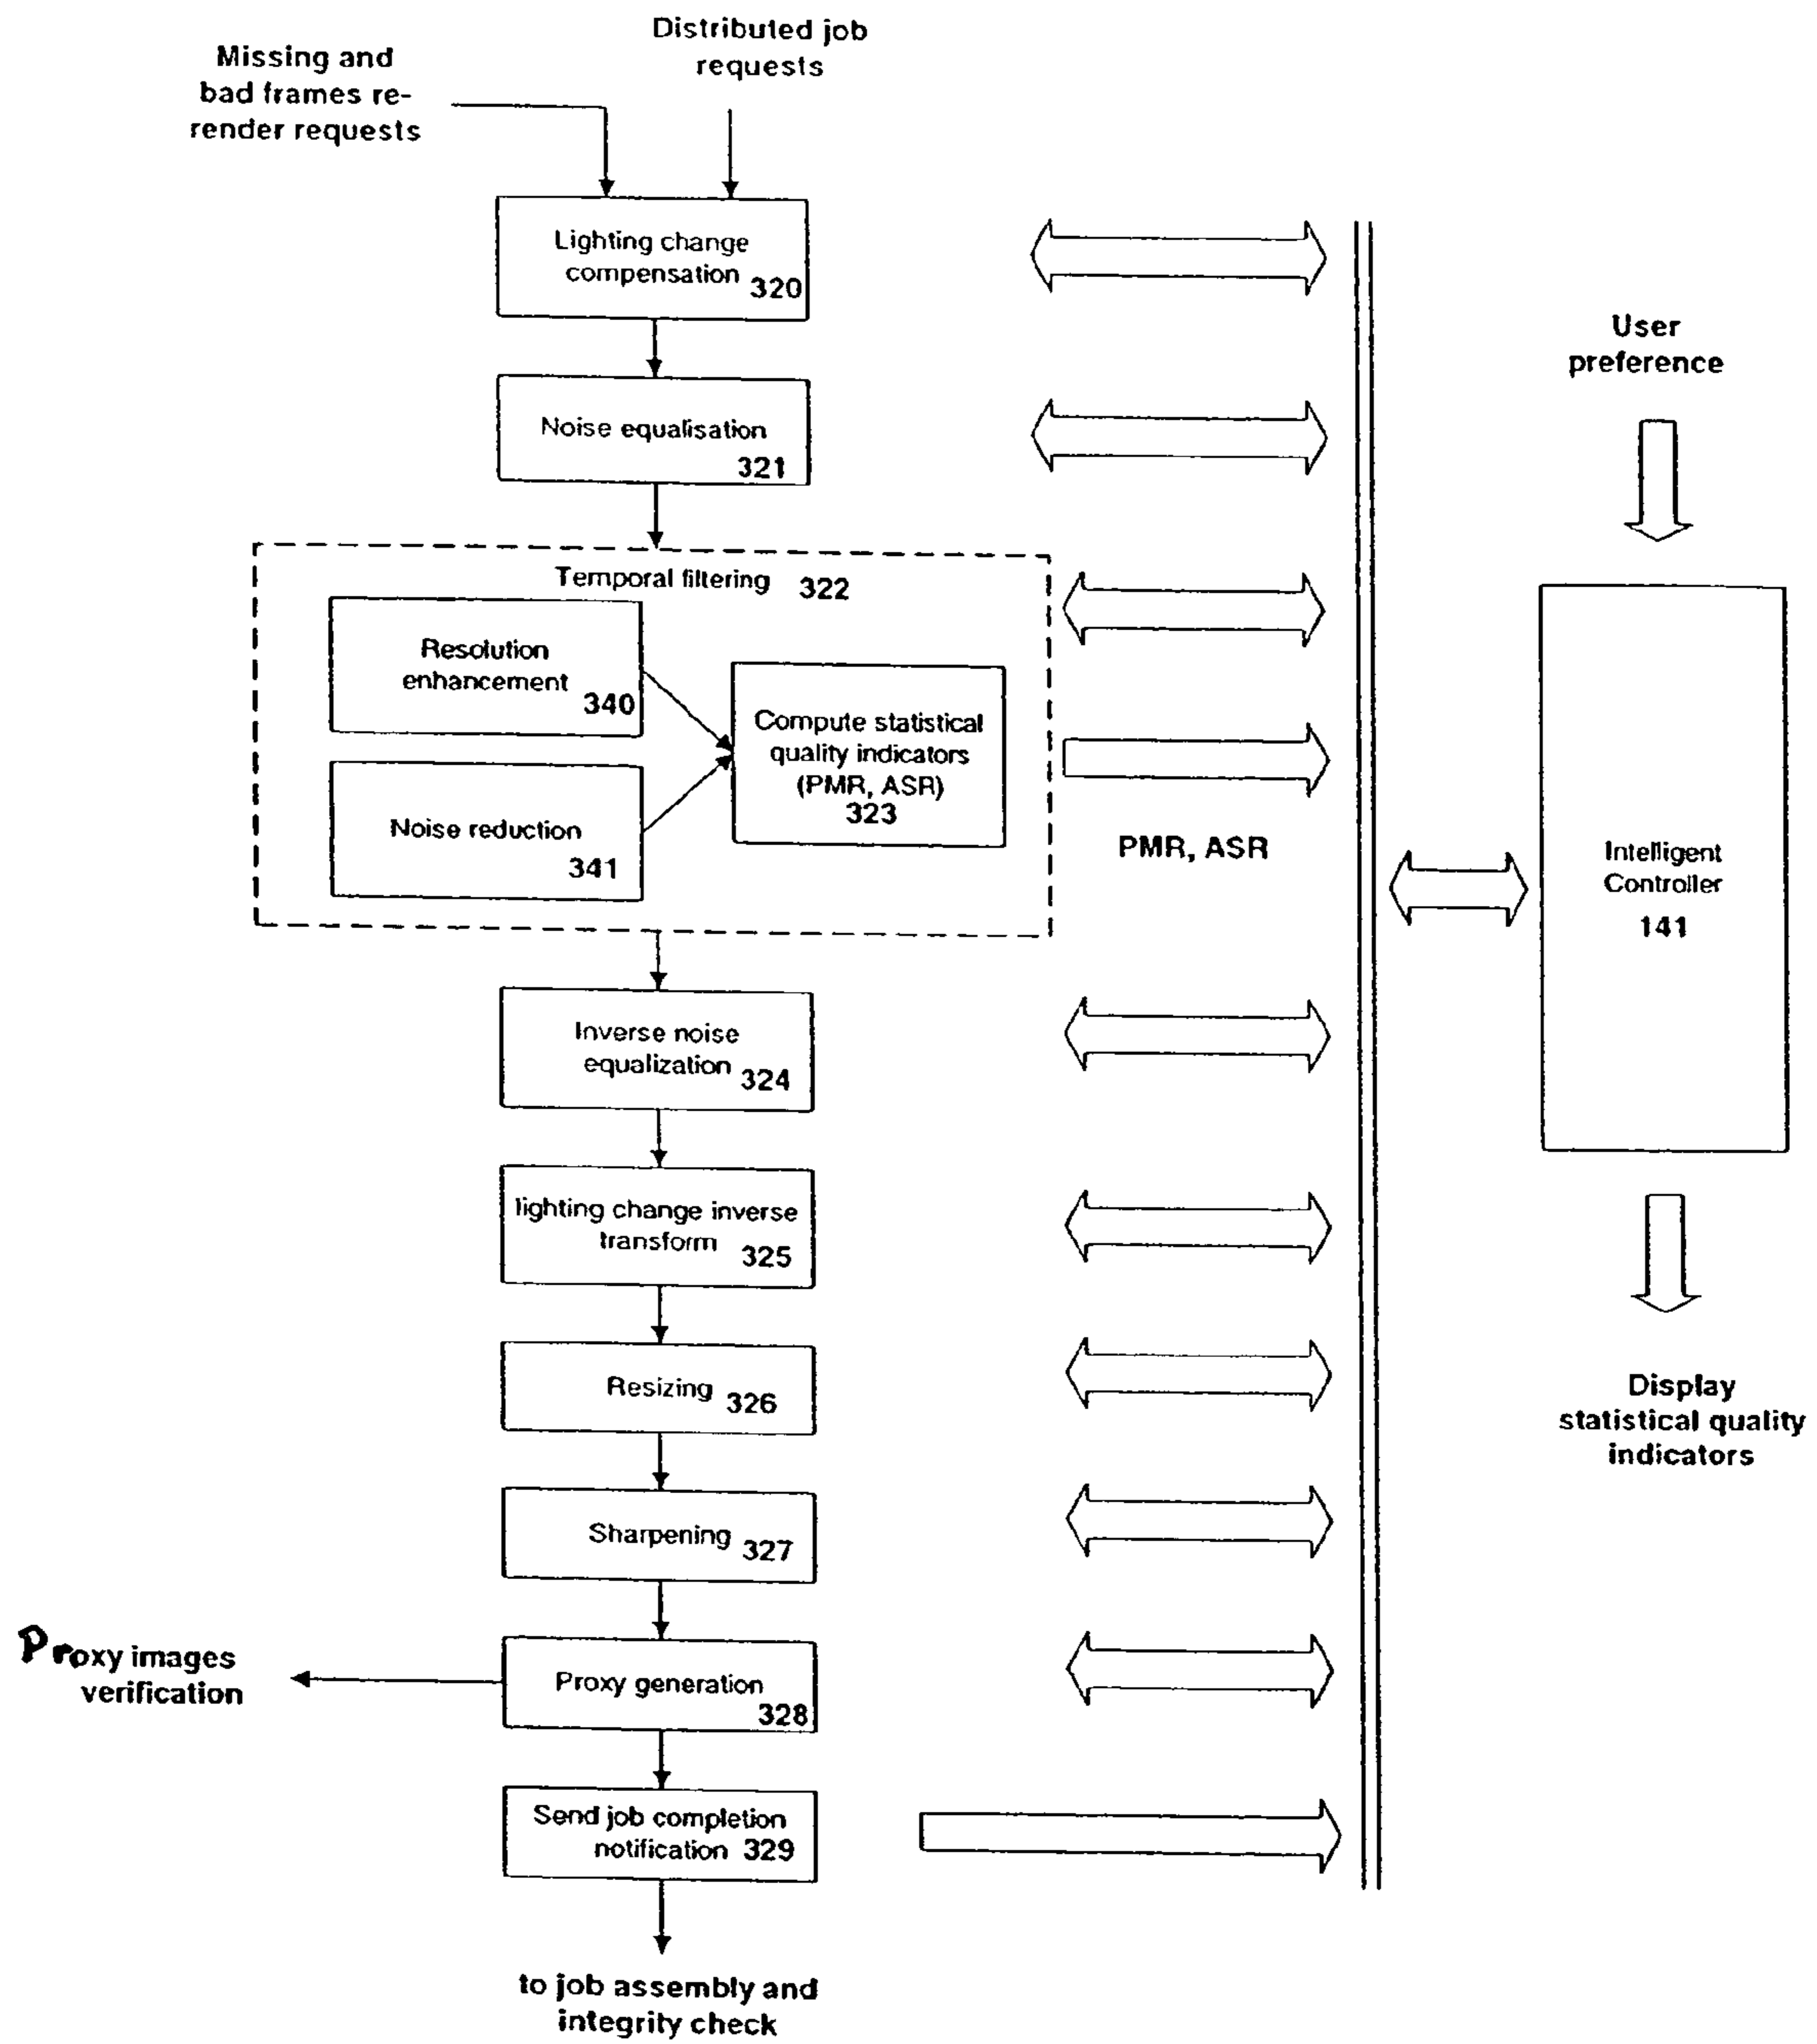 Distributed job
requests
Missing and
bad frames re-
render requests
Lighting change
compensation 320
Noise equalisation
321
User
preference
Temporal filtering 322
Resolution
enhancement
340
Compute statistical
quality indicators
(PMR, ASR)
323
Noise reduction
341
PMR, ASR
Intelligent
Controller
141
Inverse noise
equalization 324
lighting change inverse
transform 325
Resizing 326
Display
statistical quality
indicators
Sharpening 327
Proxy images
verification
Proxy generation
328
Send job completion
notification 329
to job assembly and
integrity check